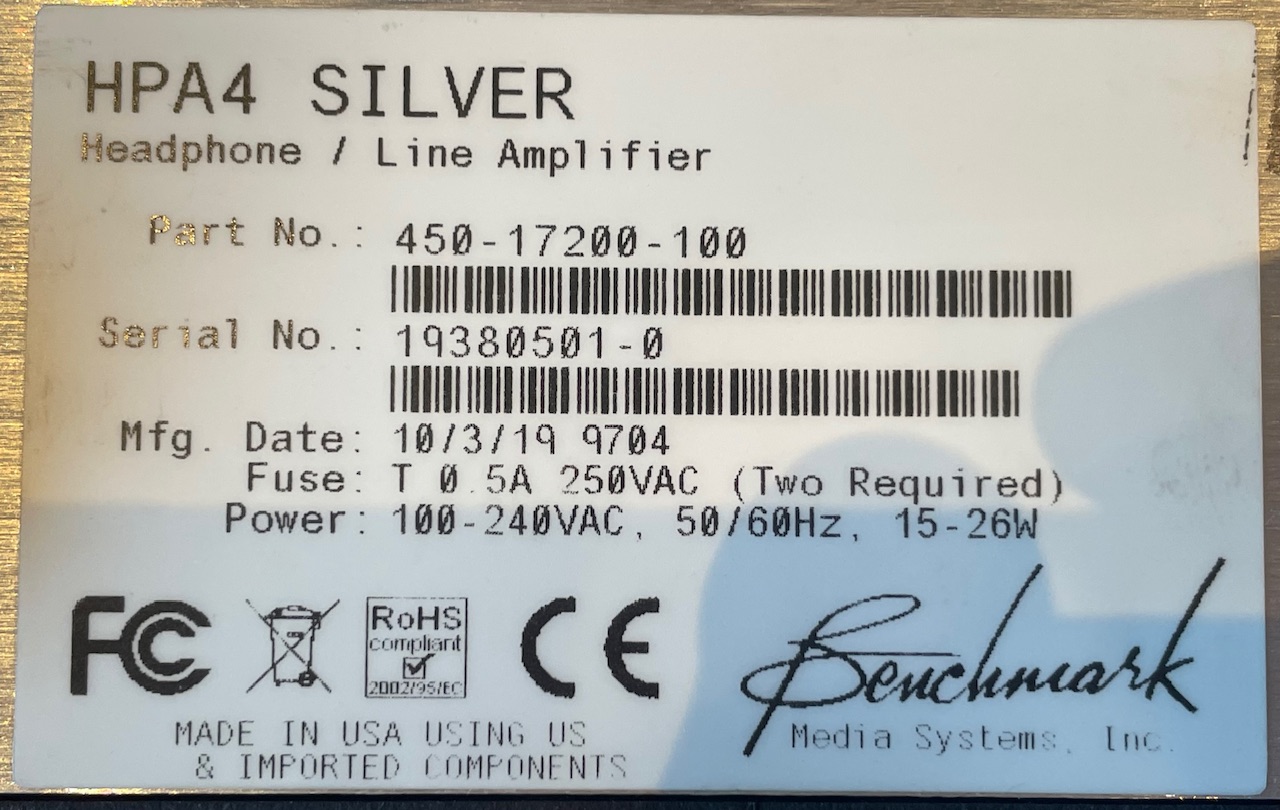 HPA4 SILVER
Headphone / Line Amplifier
Part No.: 450-17200-100
Serial No.: 19380501-0
Mfg. Date: 10/3/19 9704
Fuse: T 0.5A 250VAC (Two Required)
Power: 100-240VAC, 50/60Hz, 15-26W
FC
RoHS
compliant
2002/95/EC
CE
Benchmark
Media Systems, Inc.
MADE IN USA USING US
& IMPORTED COMPONENTS